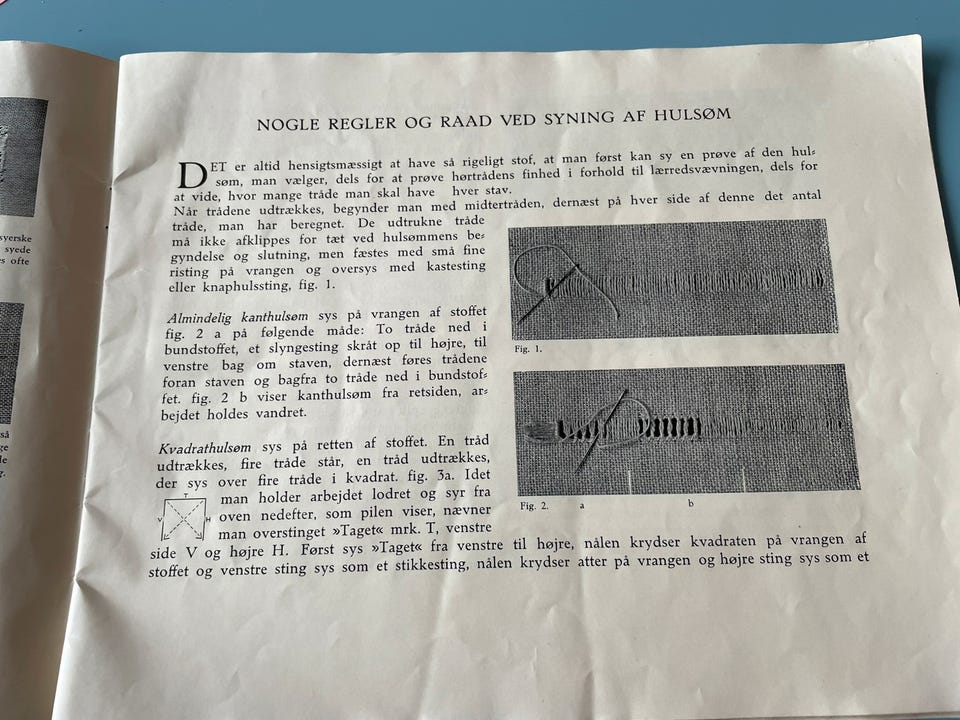 NOGLE REGLER OG RAAD VED SYNING AF HULSØM
DET er altid hensigtsmæssigt at have så rigeligt stof, at man først kan sy en prøve af den hul=
søm, man vælger, dels for at prøve hørtrådens finhed i forhold til lærredsvævningen, dels for
at vide, hvor mange tråde man skal have hver stav.
Når trådene udtrækkes, begynder man med midtertråden, dernæst på hver side af denne det antal
tråde, man har beregnet. De udtrukne tråde
må ikke afklippes for tæt ved hulsømmens be=
gyndelse og slutning, men fæstes med små fine
risting på vrangen og oversys med kastesting
eller knaphulssting, fig. 1.
Almindelig kanthulsøm sys på vrangen af stoffet
fig. 2 a på følgende måde: To tråde ned i
bundstoffet, et slyngesting skråt op til højre, til
venstre bag om staven, dernæst føres trådene
foran staven og bagfra to tråde ned i bundstof=
fet. fig. 2 b viser kanthulsøm fra retsiden, ar=
bejdet holdes vandret.
Kvadrathulsøm sys på retten af stoffet. En tråd
udtrækkes, fire tråde står, en tråd udtrækkes,
der sys over fire tråde i kvadrat. fig. 3a. Idet
man holder arbejdet lodret og syr fra
oven nedefter, som pilen viser, nævner
man overstinget »Taget« mrk. T, venstre
side V og højre H. Først sys »Taget« fra venstre til højre, nålen krydser kvadraten på vrangen af
stoffet og venstre sting sys som et stikkesting, nålen krydser atter på vrangen og højre sting sys som et
T
V
H
Fig. 1.
Fig. 2. a b
syerske
syede
s ofte
så
ge
le
g.